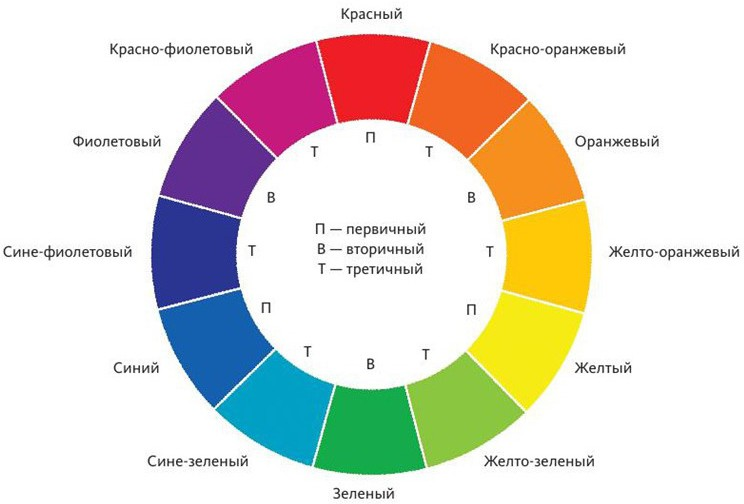 Красный
Красно-фиолетовый
Красно-оранжевый
Фиолетовый
Оранжевый
Сине-фиолетовый
Желто-оранжевый
Синий
Желтый
Сине-зеленый
Желто-зеленый
Зеленый
П
Т
Т
В
В
Т
Т
П
П
Т
Т
В
П — первичный
В — вторичный
Т — третичный